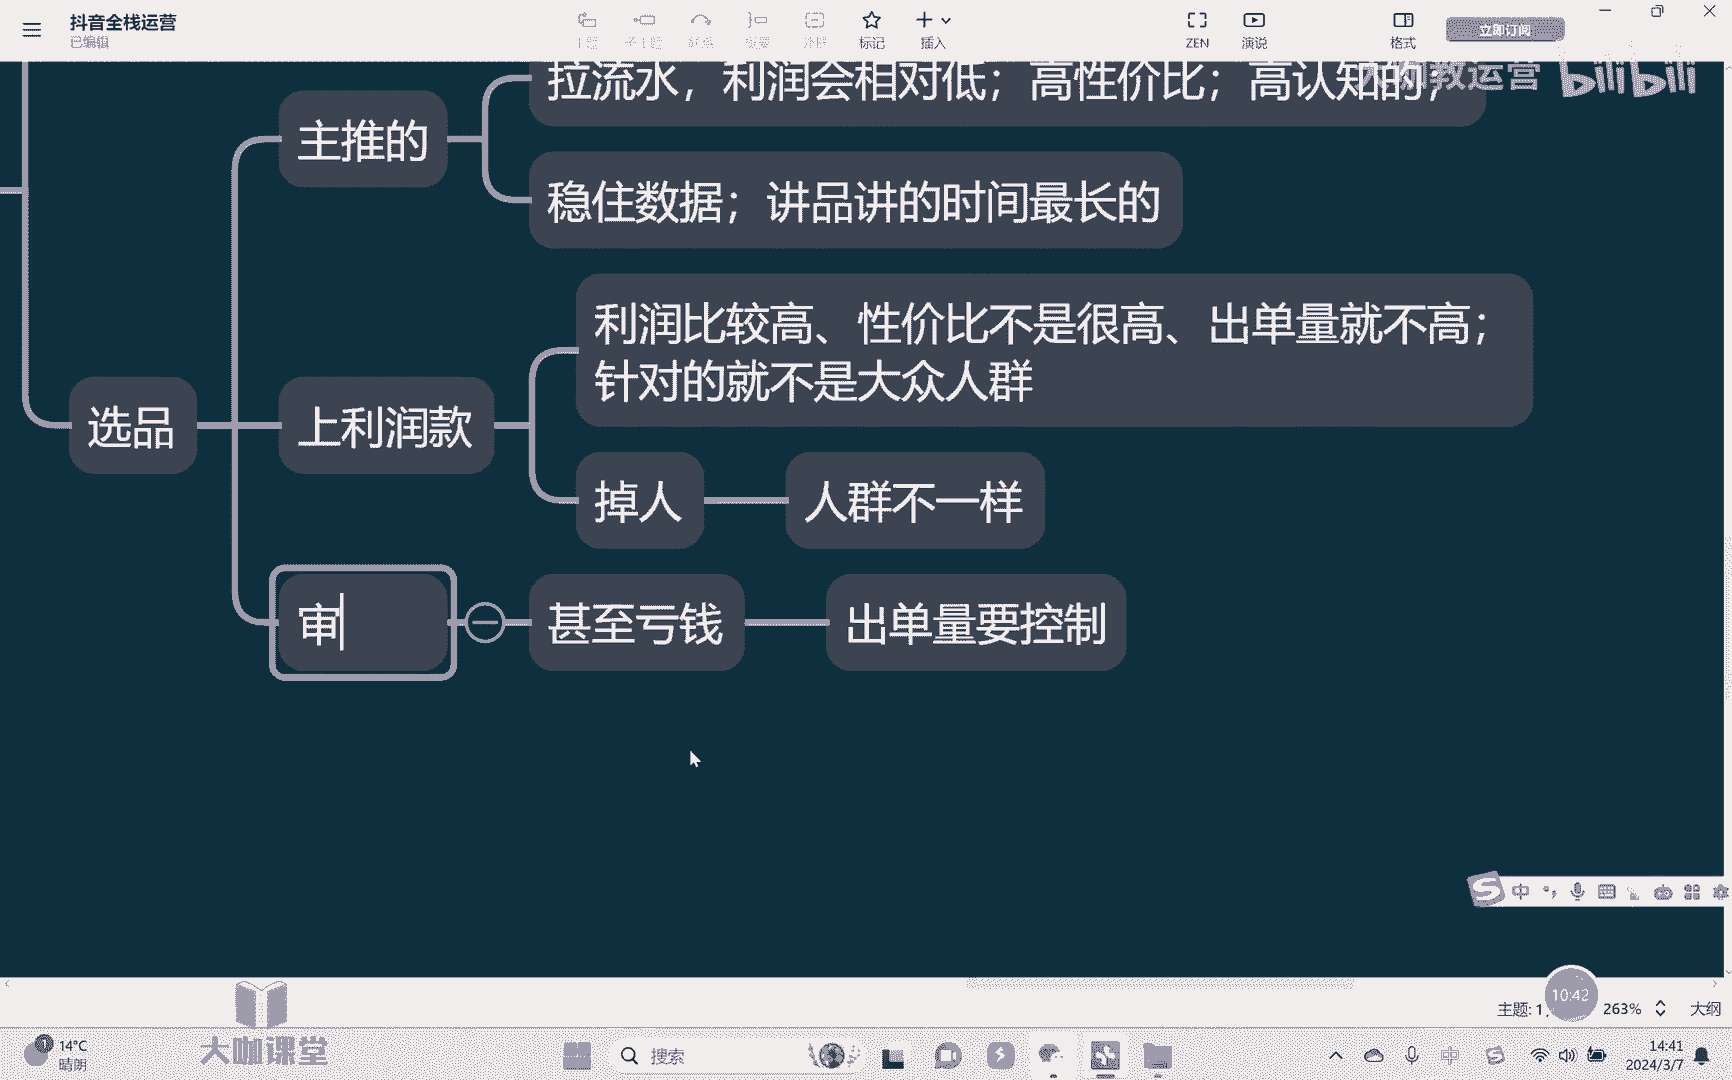 抖音全栈运营
已编辑
标记
插入
ZEN
演说
格式
立即订阅
教运营 bilibili
拉流水，利润会相对低；高性价比；高认知的；
主推的
稳住数据；讲品讲的时间最长的
利润比较高、性价比不是很高、出单量就不高；
针对的就不是大众人群
选品
上利润款
掉人
人群不一样
审
甚至亏钱
出单量要控制
中
主题: 1
10:42
263%
大纲
大咖课堂
1
14°C
晴朗
搜索
中
14:41
2024/3/7